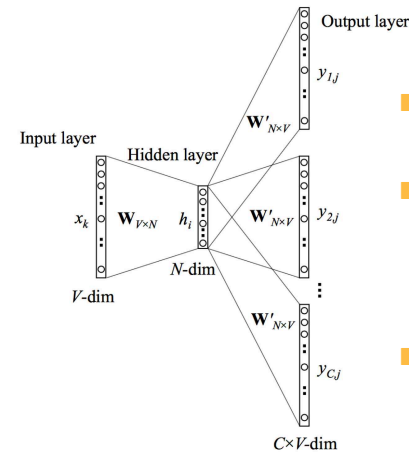 Output layer
y1,j
W'N×V
Input layer
Hidden layer
xk
WV×N
hi
W'N×V
y2,j
N-dim
V-dim
W'N×V
yC,j
C×V-dim